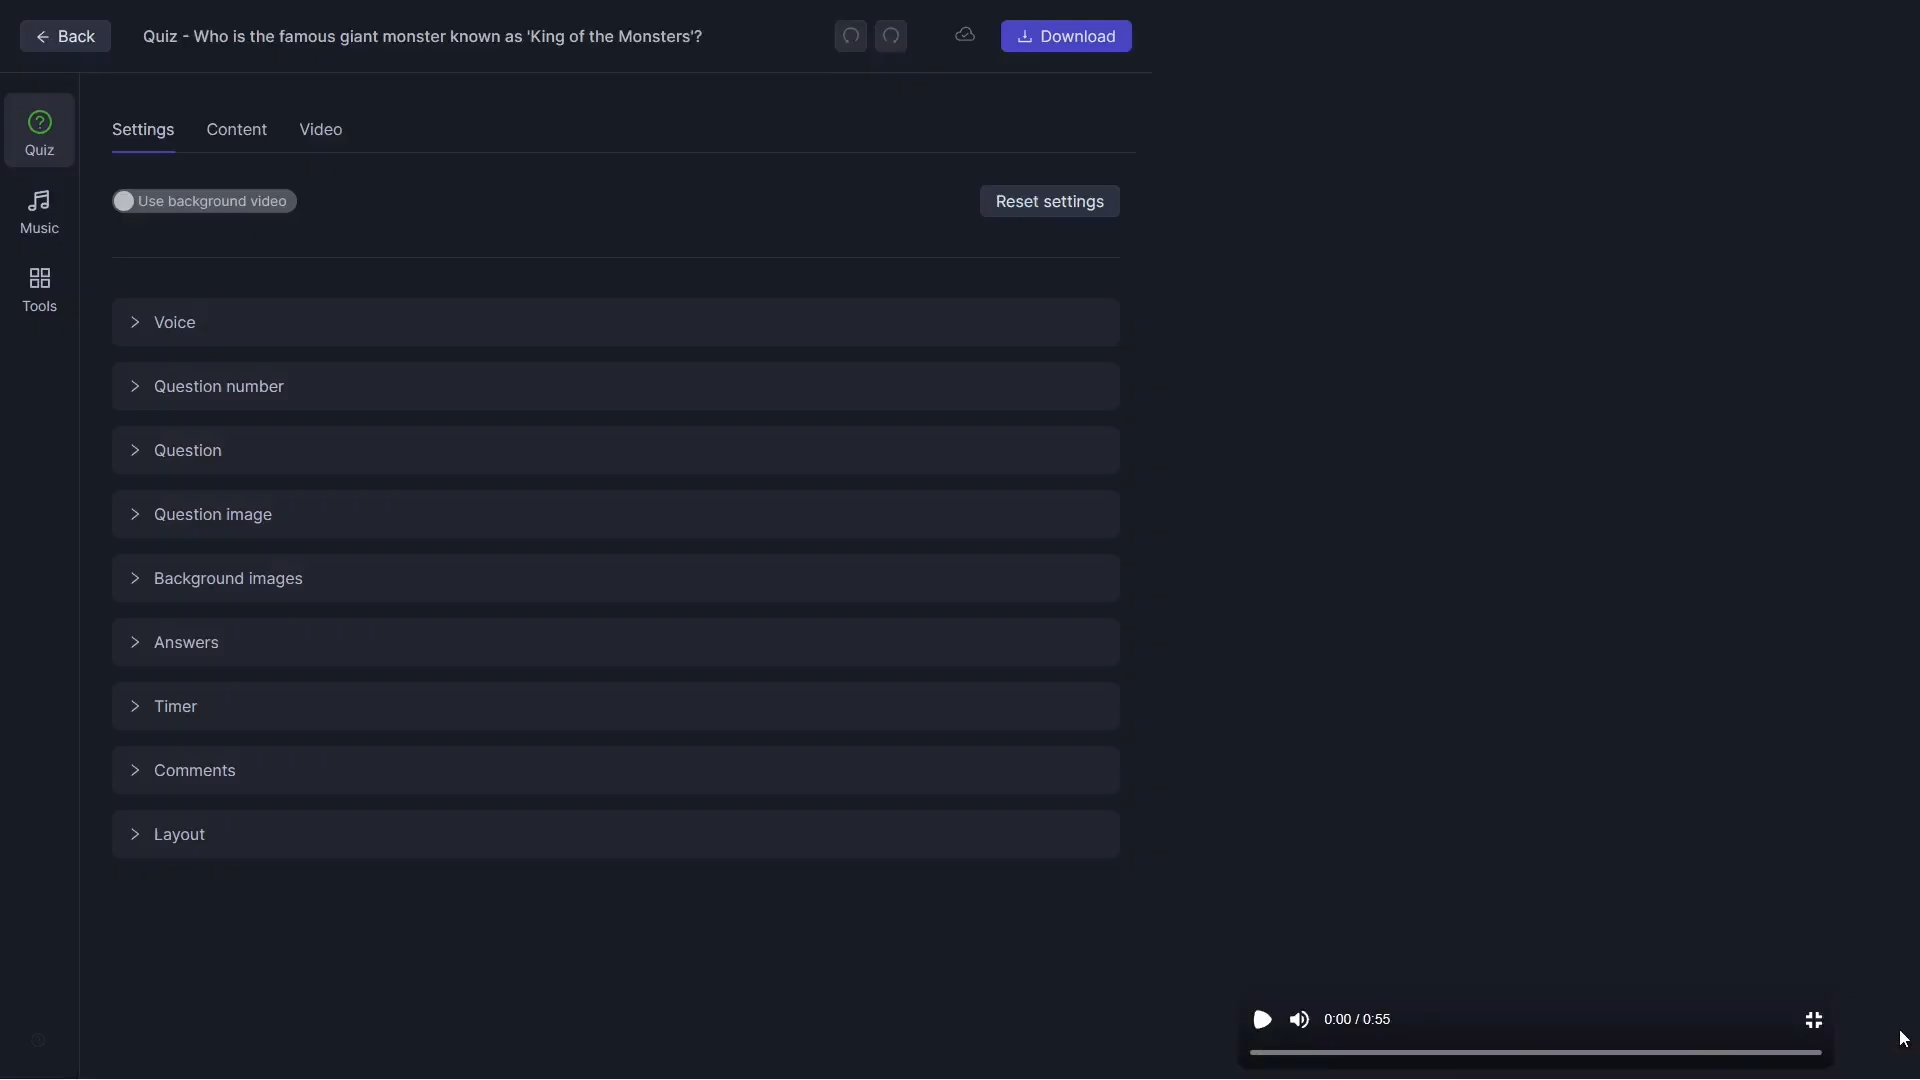 Back
Quiz - Who is the famous giant monster known as 'King of the Monsters'?
Download
Quiz
Music
Tools
Settings
Content
Video
Use background video
Reset settings
Voice
Question number
Question
Question image
Background images
Answers
Timer
Comments
Layout
0:00 / 0:55